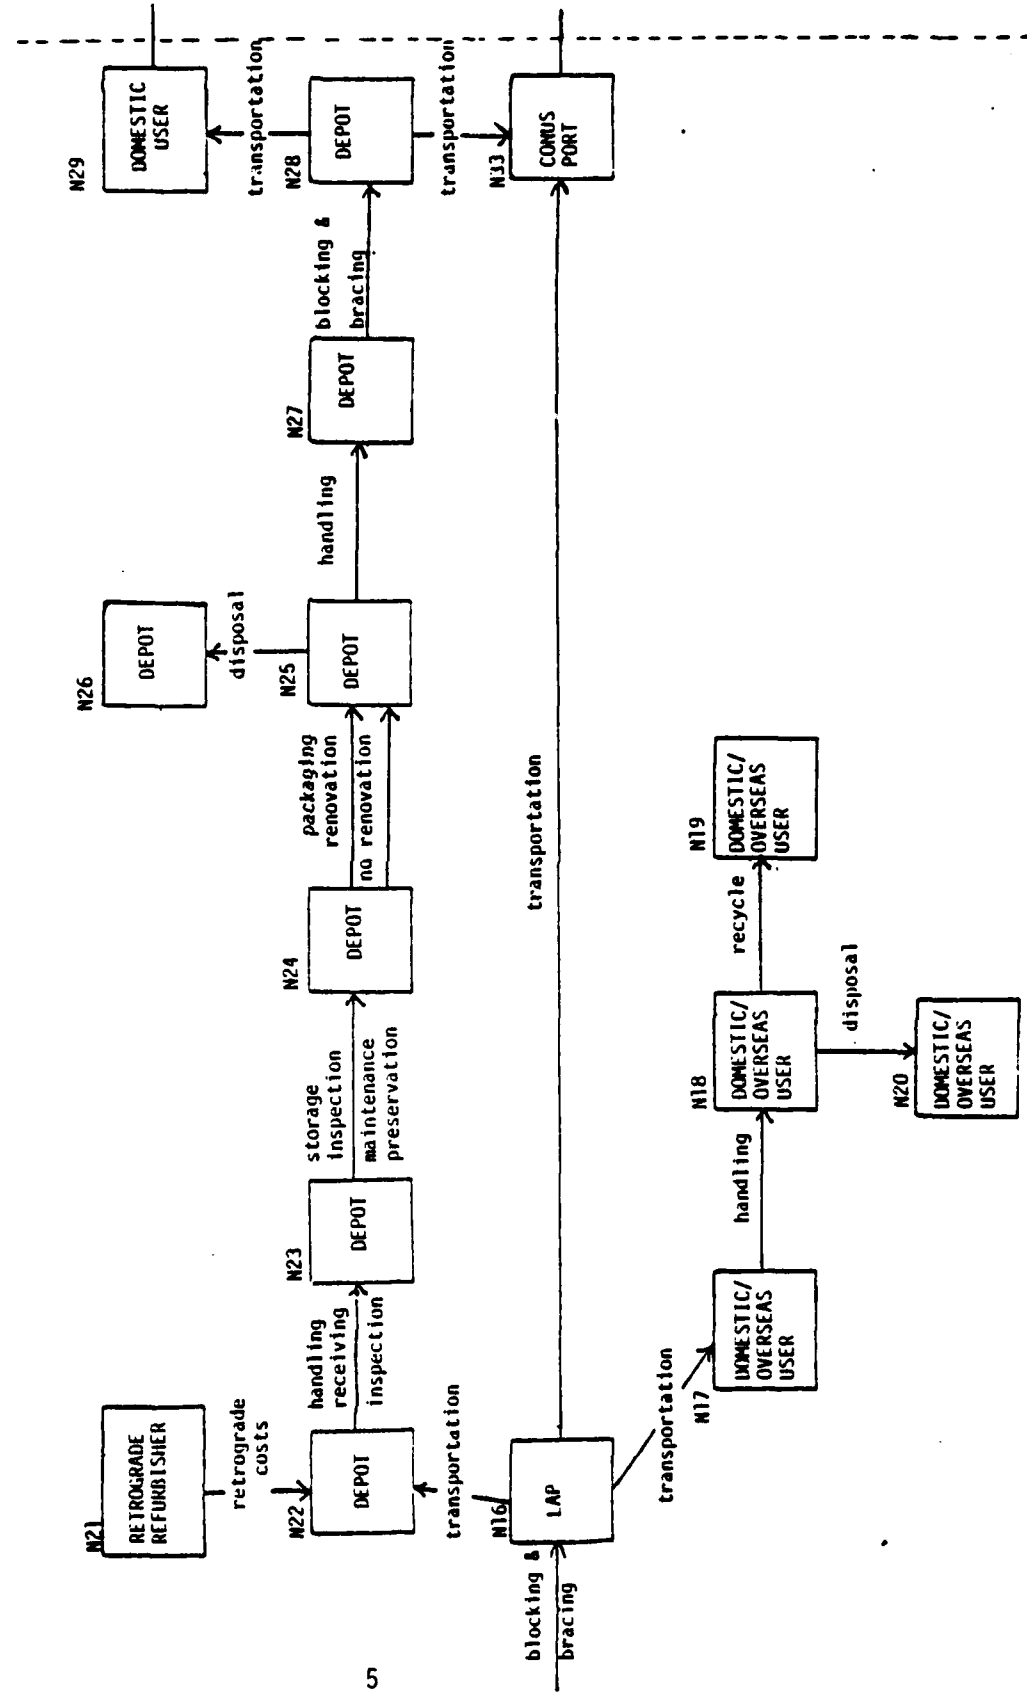 N21
RETROGRADE
REFURBISHER
retrograde
costs
N22
DEPOT
handling
receiving
inspection
N23
DEPOT
storage
inspection
maintenance
preservation
N24
DEPOT
packaging
renovation
no renovation
N25
DEPOT
disposal
N26
DEPOT
handling
N27
DEPOT
blocking &
bracing
N28
DEPOT
transportation
N29
DOMESTIC
USER
transportation
N33
CONUS
PORT
blocking &
bracing
N16
LAP
transportation
transportation
transportation
N17
DOMESTIC/
OVERSEAS
USER
handling
N18
DOMESTIC/
OVERSEAS
USER
recycle
N19
DOMESTIC/
OVERSEAS
USER
disposal
N20
DOMESTIC/
OVERSEAS
USER
5